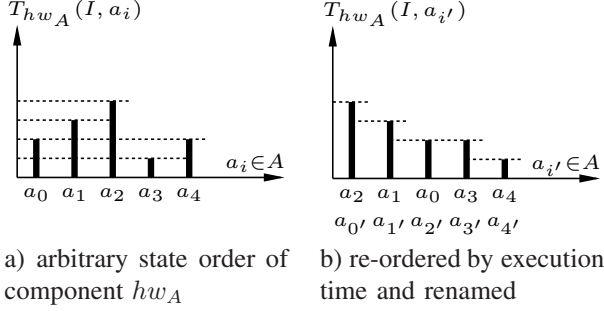 T_{hw_A}(I, a_i)
T_{hw_A}(I, a_{i'})
a_i∈A
a_{i'}∈A
a_0 a_1 a_2 a_3 a_4
a_2 a_1 a_0 a_3 a_4
a_{0'} a_{1'} a_{2'} a_{3'} a_{4'}
a) arbitrary state order of
component hw_A
b) re-ordered by execution
time and renamed